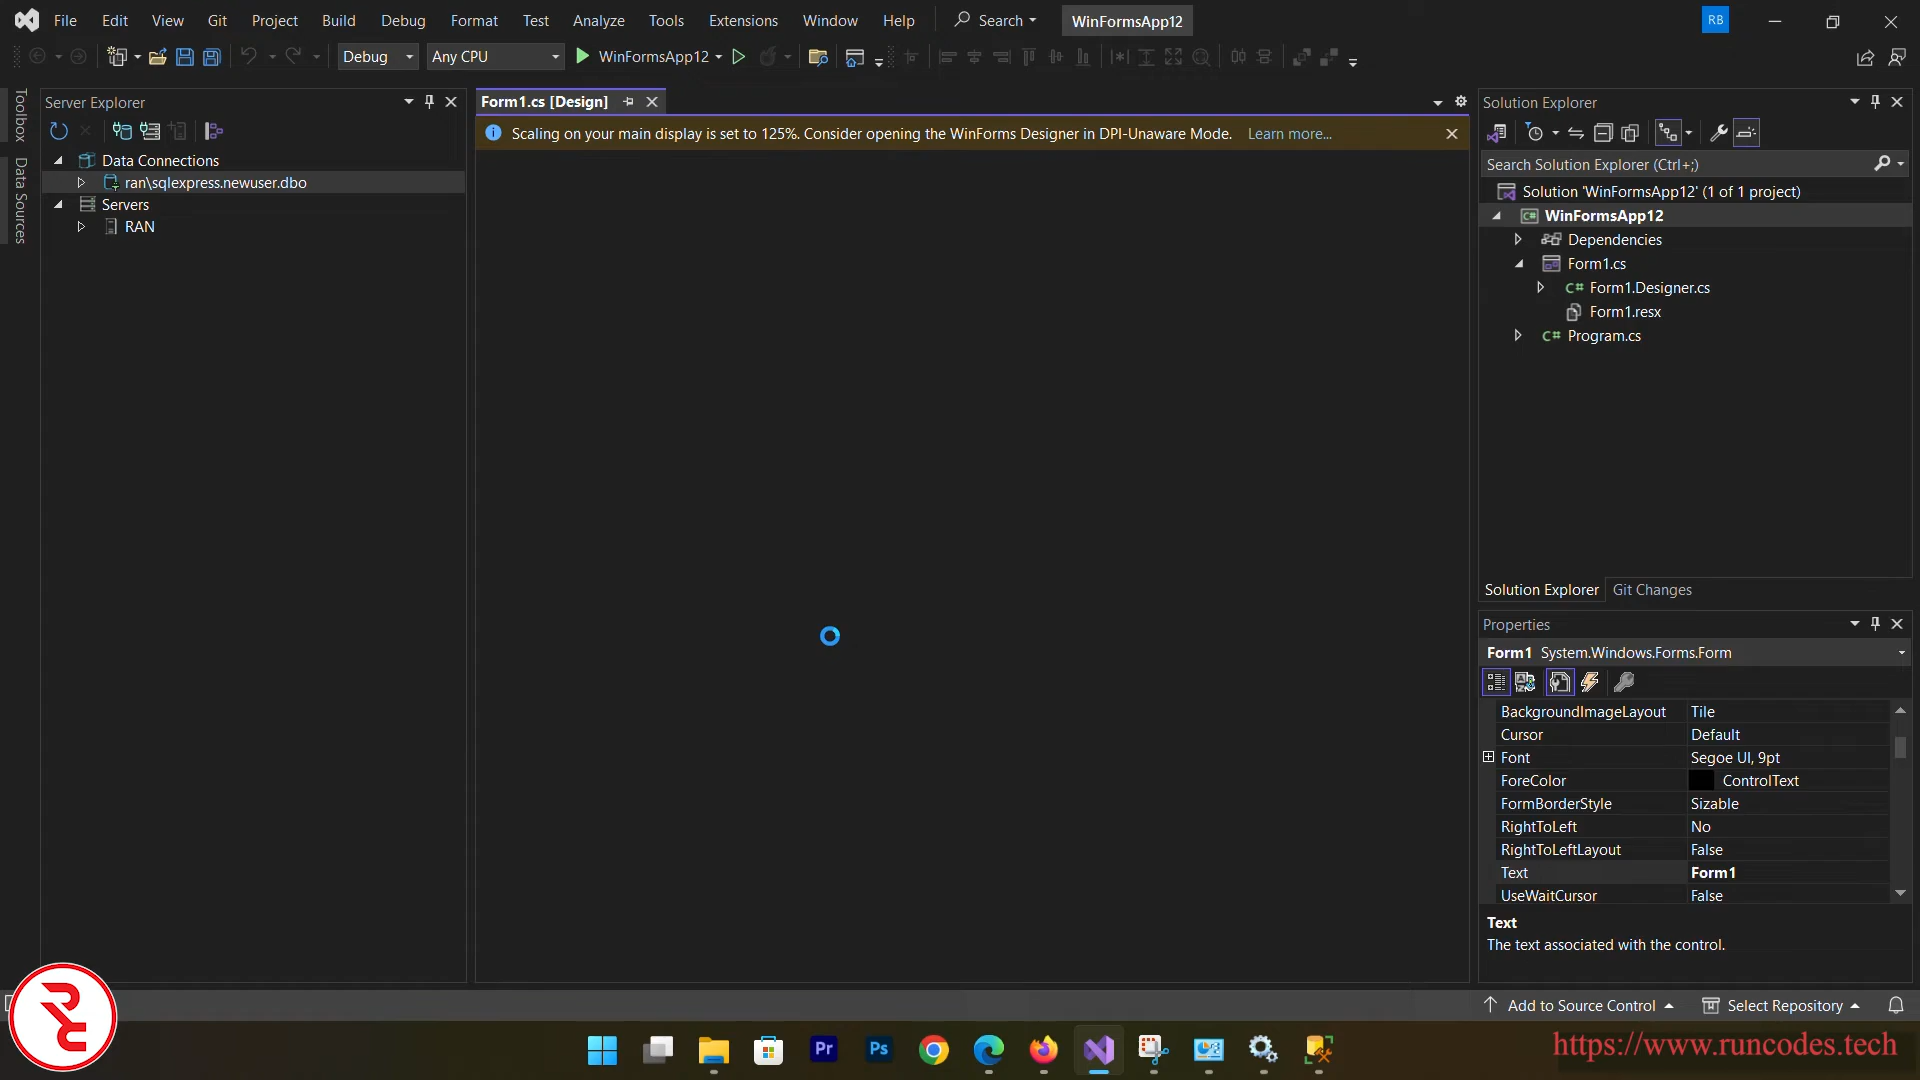 File Edit View Git Project Build Debug Format Test Analyze Tools Extensions Window Help Search WinFormsApp12 RB
Debug Any CPU WinFormsApp12
Toolbox
Data Sources
Server Explorer
Data Connections
ran\sqlexpress.newuser.dbo
Servers
RAN
Form1.cs [Design]
Scaling on your main display is set to 125%. Consider opening the WinForms Designer in DPI-Unaware Mode. Learn more...
Solution Explorer
Search Solution Explorer (Ctrl+;)
Solution 'WinFormsApp12' (1 of 1 project)
WinFormsApp12
Dependencies
Form1.cs
C# Form1.Designer.cs
Form1.resx
C# Program.cs
Solution Explorer Git Changes
Properties
Form1 System.Windows.Forms.Form
BackgroundImageLayout Tile
Cursor Default
Font Segoe UI, 9pt
ForeColor ControlText
FormBorderStyle Sizable
RightToLeft No
RightToLeftLayout False
Text Form1
UseWaitCursor False
Text
The text associated with the control.
Add to Source Control Select Repository
Pr Ps
RC
https://www.runcodes.tech